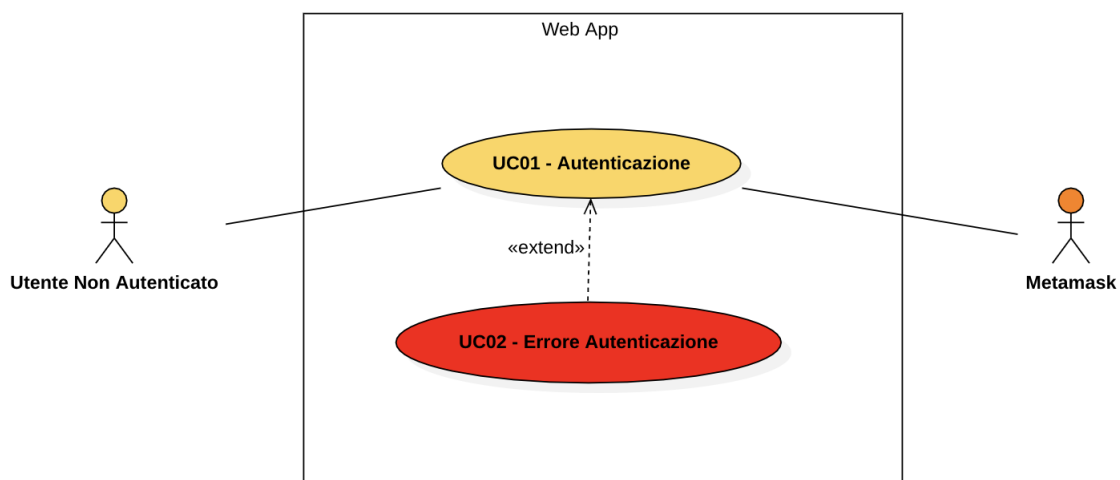 Web App
UC01 - Autenticazione
«extend»
Utente Non Autenticato
Metamask
UC02 - Errore Autenticazione